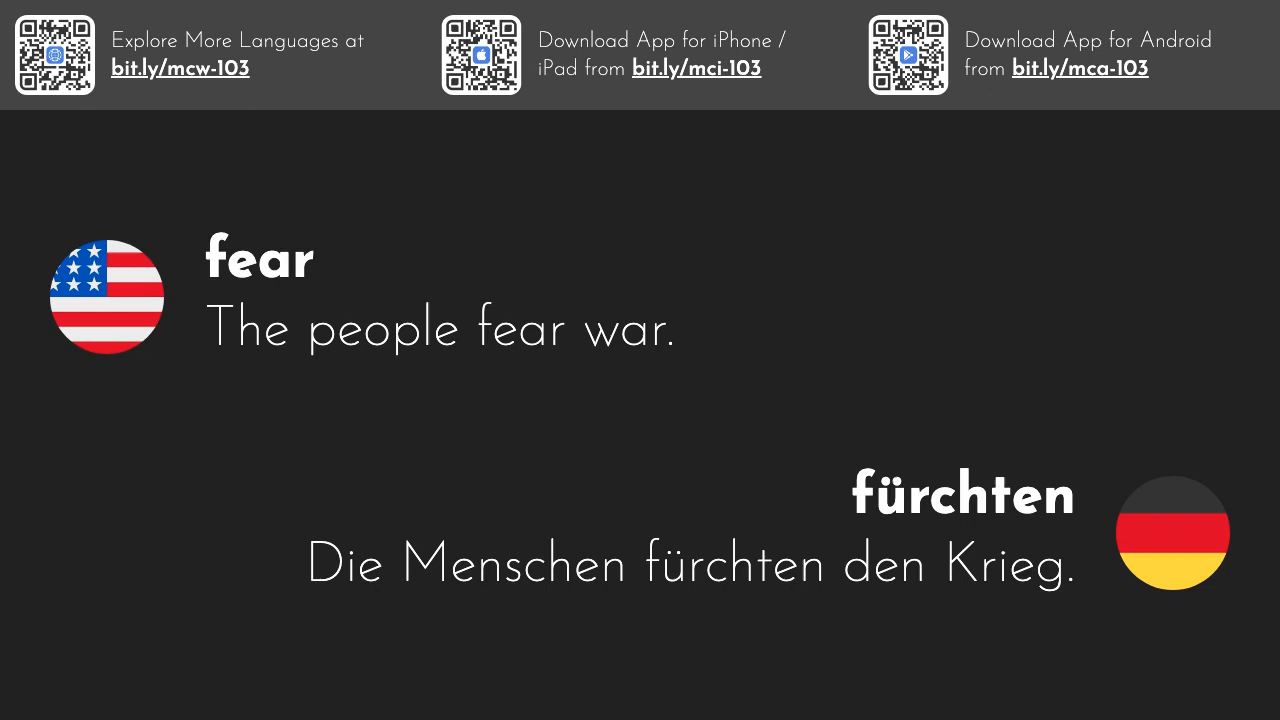 Explore More Languages at
bit.ly/mcw-103
Download App for iPhone /
iPad from bit.ly/mci-103
Download App for Android
from bit.ly/mca-103
fear
The people fear war.
fürchten
Die Menschen fürchten den Krieg.